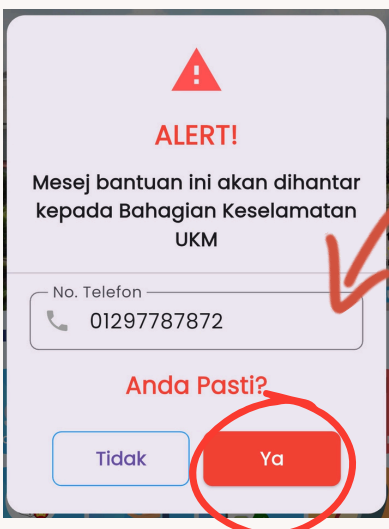 ALERT!
Mesej bantuan ini akan dihantar
kepada Bahagian Keselamatan
UKM
No. Telefon
01297787872
Anda Pasti?
Tidak
Ya